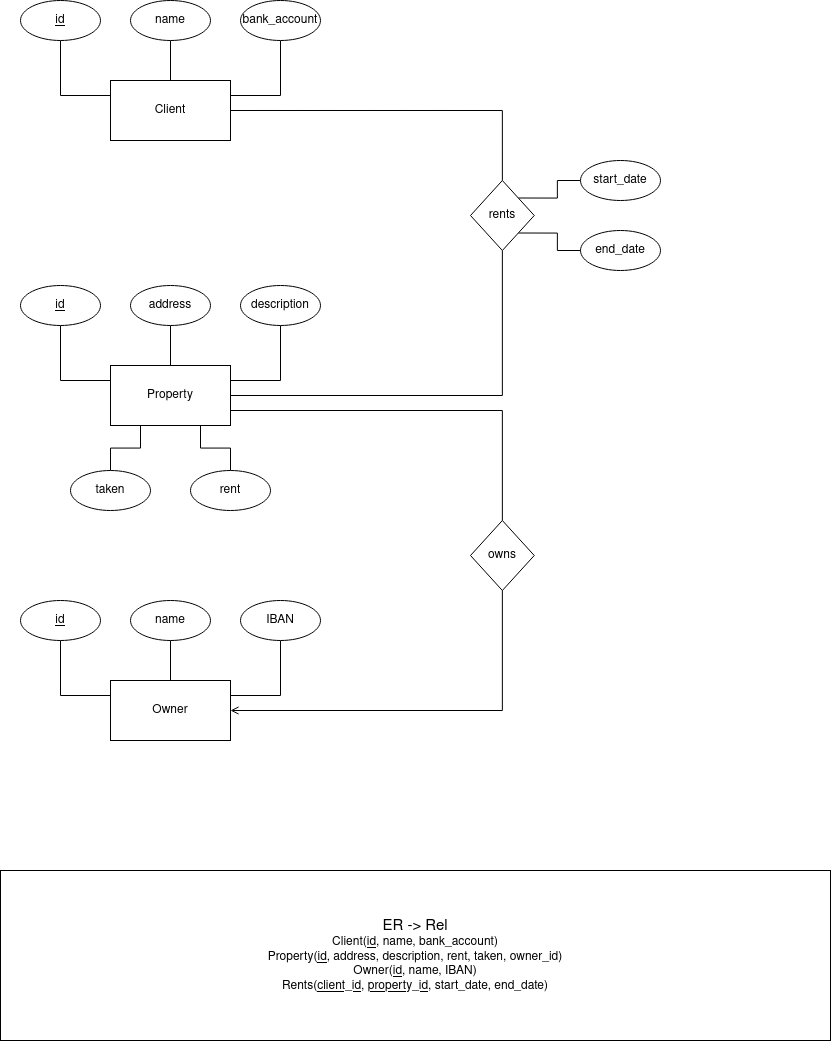 id
name
bank_account
Client
start_date
rents
end_date
id
address
description
Property
taken
rent
owns
id
name
IBAN
Owner
ER -> Rel
Client(id, name, bank_account)
Property(id, address, description, rent, taken, owner_id)
Owner(id, name, IBAN)
Rents(client_id, property_id, start_date, end_date)